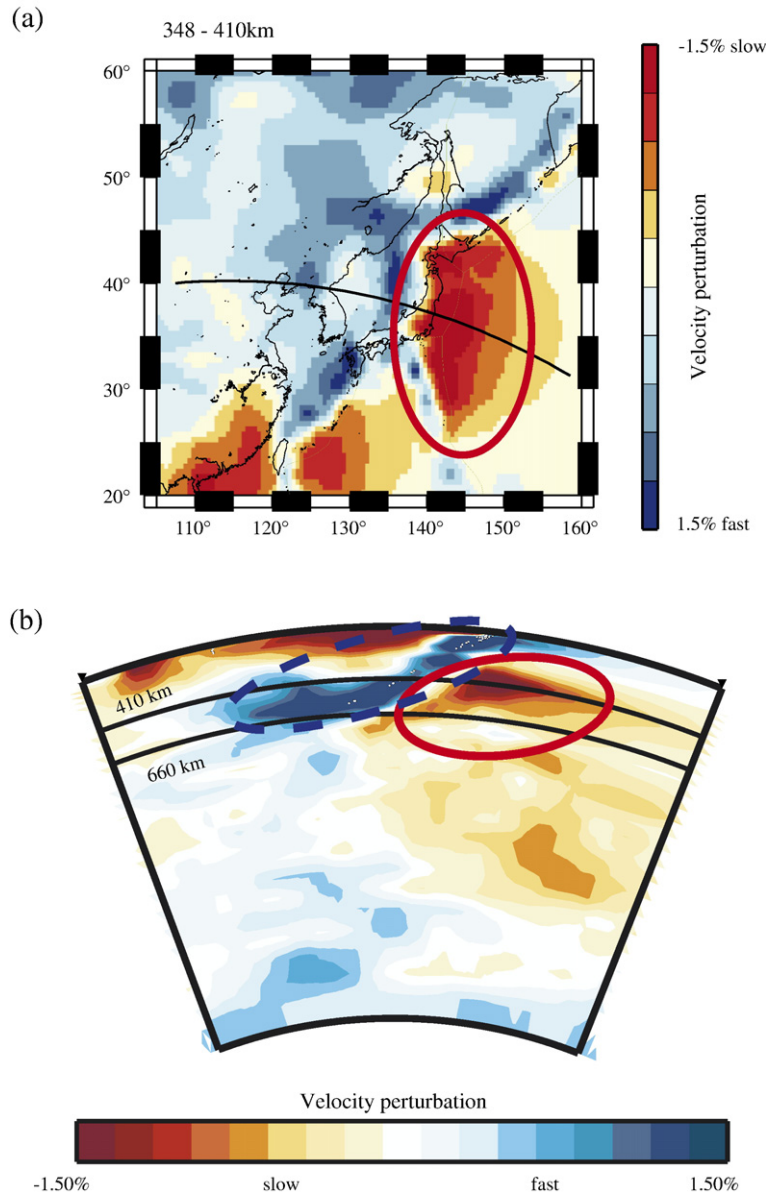 (a)
348 - 410km
-1.5% slow
60°
50°
40°
30°
20°
110° 120° 130° 140° 150° 160°
Velocity perturbation
1.5% fast
(b)
410 km
660 km
Velocity perturbation
-1.50% slow fast 1.50%